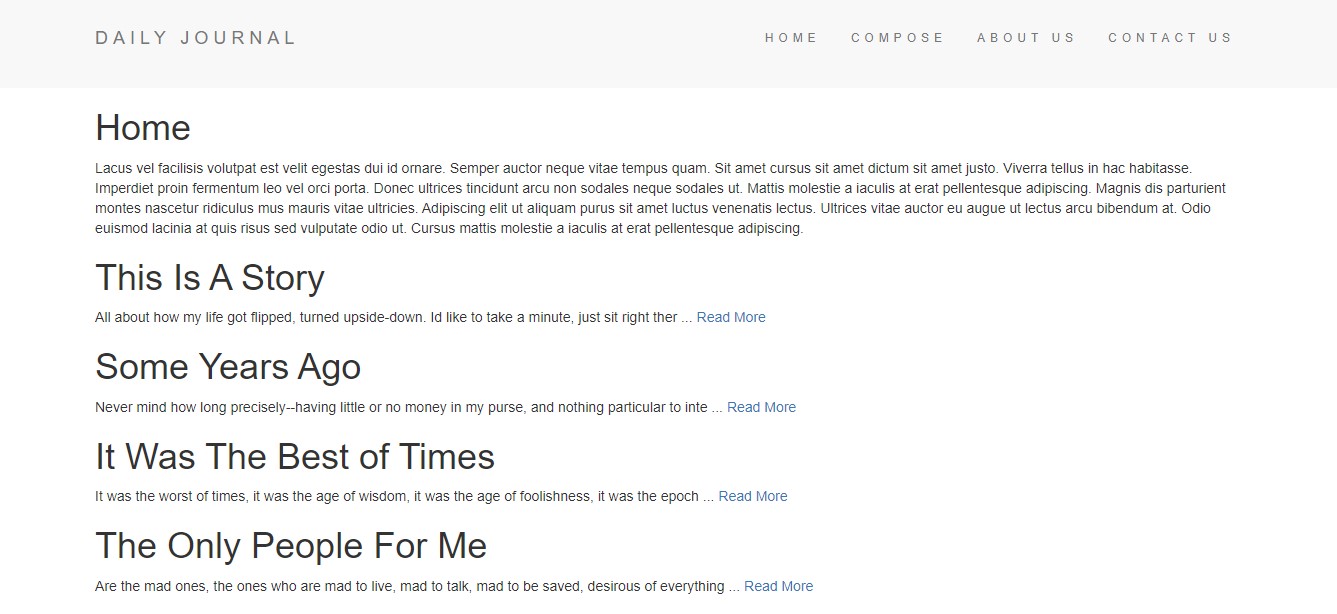 DAILY JOURNAL
HOME COMPOSE ABOUT US CONTACT US
Home
Lacus vel facilisis volutpat est velit egestas dui id ornare. Semper auctor neque vitae tempus quam. Sit amet cursus sit amet dictum sit amet justo. Viverra tellus in hac habitasse.
Imperdiet proin fermentum leo vel orci porta. Donec ultrices tincidunt arcu non sodales neque sodales ut. Mattis molestie a iaculis at erat pellentesque adipiscing. Magnis dis parturient
montes nascetur ridiculus mus mauris vitae ultricies. Adipiscing elit ut aliquam purus sit amet luctus venenatis lectus. Ultrices vitae auctor eu augue ut lectus arcu bibendum at. Odio
euismod lacinia at quis risus sed vulputate odio ut. Cursus mattis molestie a iaculis at erat pellentesque adipiscing.
This Is A Story
All about how my life got flipped, turned upside-down. Id like to take a minute, just sit right ther ... Read More
Some Years Ago
Never mind how long precisely--having little or no money in my purse, and nothing particular to inte ... Read More
It Was The Best of Times
It was the worst of times, it was the age of wisdom, it was the age of foolishness, it was the epoch ... Read More
The Only People For Me
Are the mad ones, the ones who are mad to live, mad to talk, mad to be saved, desirous of everything ... Read More